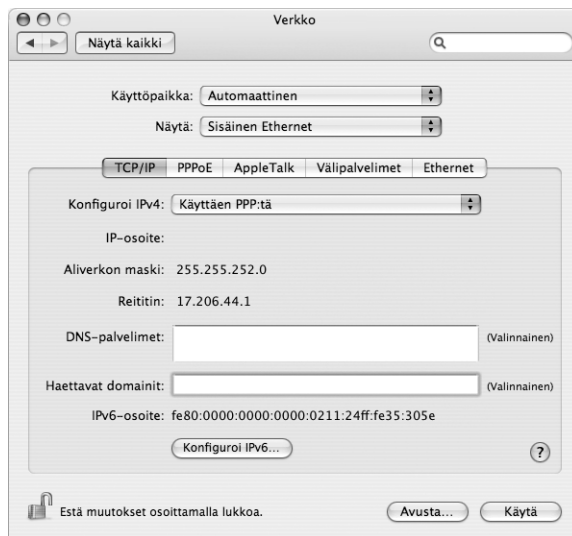 Verkko
Näytä kaikki
Käyttöpaikka: Automaattinen
Näytä: Sisäinen Ethernet
TCP/IP PPPoE AppleTalk Välipalvelimet Ethernet
Konfiguroi IPv4: Käyttäen PPP:tä
IP-osoite:
Aliverkon maski: 255.255.252.0
Reititin: 17.206.44.1
DNS-palvelimet: (Valinnainen)
Haettavat domainit: (Valinnainen)
IPv6-osoite: fe80:0000:0000:0000:0211:24ff:fe35:305e
Konfiguroi IPv6... ?
Estä muutokset osoittamalla lukkoa. Avusta... Käytä